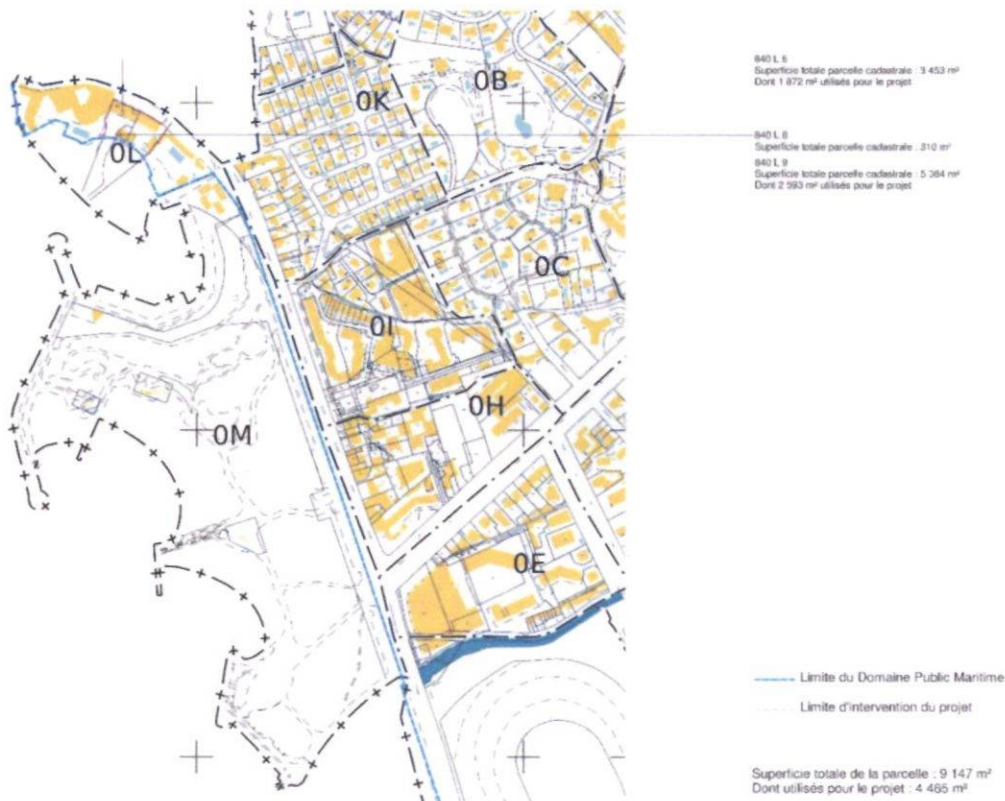 840 L 6
Superficie totale parcelle cadastrale : 3 453 m²
Dont 1 872 m² utilisés pour le projet
840 L 8
Superficie totale parcelle cadastrale : 310 m²
840 L 9
Superficie totale parcelle cadastrale : 5 384 m²
Dont 2 593 m² utilisés pour le projet
0B
0K
0L
0C
0I
0H
0M
0E
Limite du Domaine Public Maritime
Limite d'intervention du projet
Superficie totale de la parcelle : 9 147 m²
Dont utilisés pour le projet : 4 465 m²